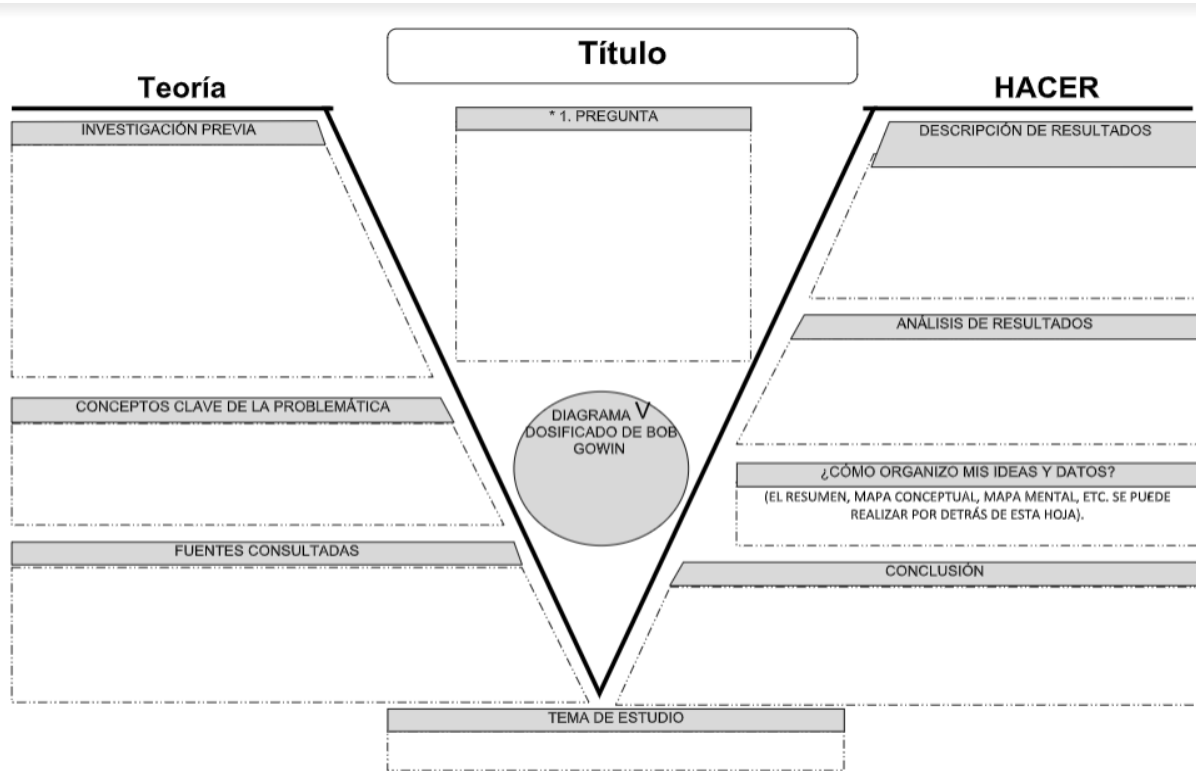 Título
Teoría
HACER
INVESTIGACIÓN PREVIA
* 1. PREGUNTA
DESCRIPCIÓN DE RESULTADOS
ANÁLISIS DE RESULTADOS
CONCEPTOS CLAVE DE LA PROBLEMÁTICA
DIAGRAMA V
DOSIFICADO DE BOB
GOWIN
¿CÓMO ORGANIZO MIS IDEAS Y DATOS?
(EL RESUMEN, MAPA CONCEPTUAL, MAPA MENTAL, ETC. SE PUEDE
REALIZAR POR DETRÁS DE ESTA HOJA).
FUENTES CONSULTADAS
CONCLUSIÓN
TEMA DE ESTUDIO